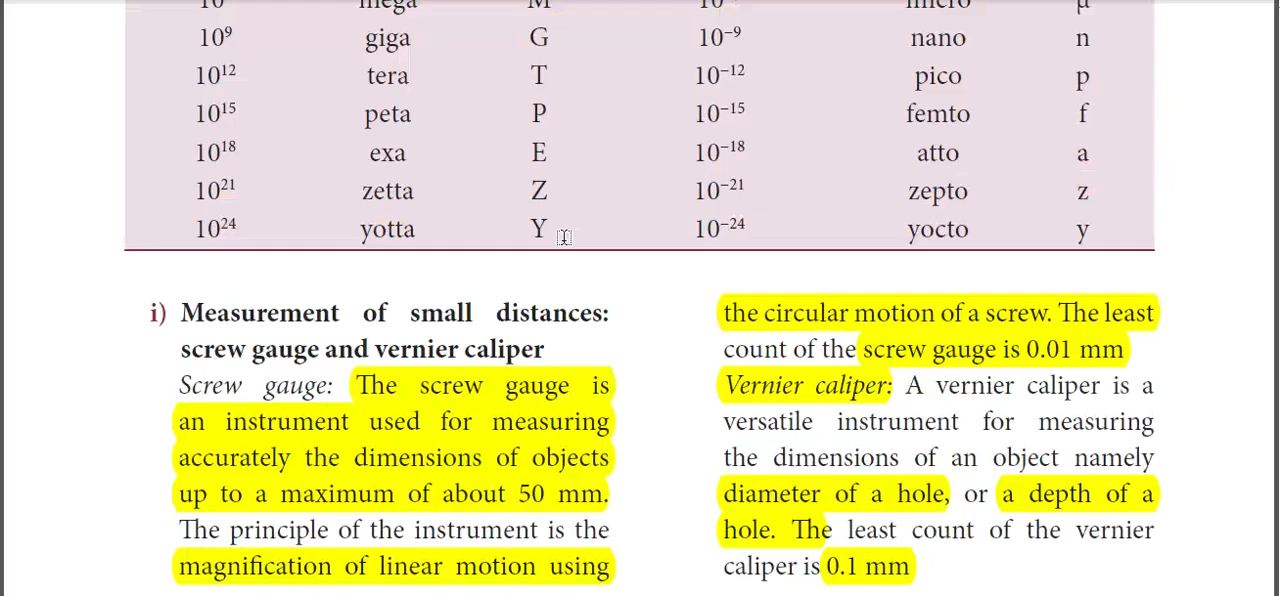 10⁹ giga G 10⁻⁹ nano n
10¹² tera T 10⁻¹² pico p
10¹⁵ peta P 10⁻¹⁵ femto f
10¹⁸ exa E 10⁻¹⁸ atto a
10²¹ zetta Z 10⁻²¹ zepto z
10²⁴ yotta Y 10⁻²⁴ yocto y
i) Measurement of small distances:
screw gauge and vernier caliper
Screw gauge: The screw gauge is
an instrument used for measuring
accurately the dimensions of objects
up to a maximum of about 50 mm.
The principle of the instrument is the
magnification of linear motion using
the circular motion of a screw. The least
count of the screw gauge is 0.01 mm
Vernier caliper: A vernier caliper is a
versatile instrument for measuring
the dimensions of an object namely
diameter of a hole, or a depth of a
hole. The least count of the vernier
caliper is 0.1 mm